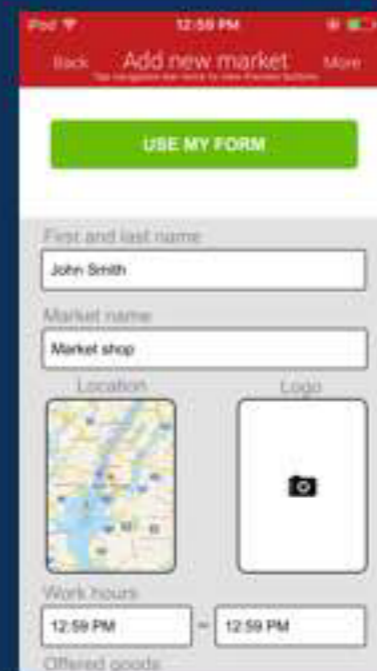 iPod 12:59 PM
Back Add new market More
USE MY FORM
First and last name
John Smith
Market name
Market shop
Location Logo
Work hours
12:59 PM – 12:59 PM
Offered goods